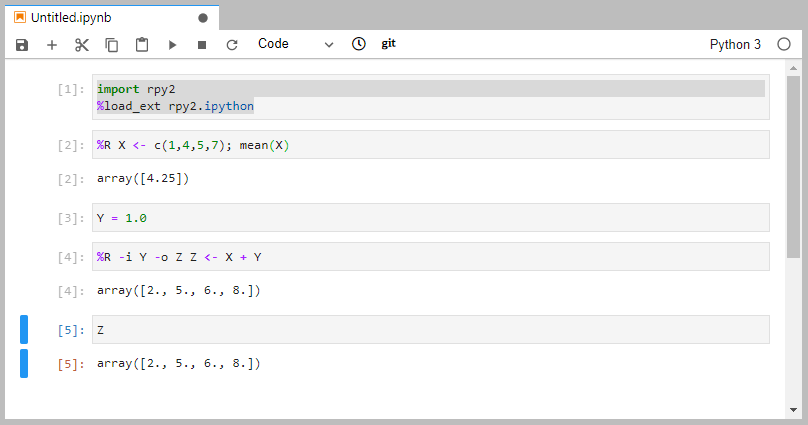 Untitled.ipynb
Code git Python 3
[1]: import rpy2
%load_ext rpy2.ipython
[2]: %R X <- c(1,4,5,7); mean(X)
[2]: array([4.25])
[3]: Y = 1.0
[4]: %R -i Y -o Z Z <- X + Y
[4]: array([2., 5., 6., 8.])
[5]: Z
[5]: array([2., 5., 6., 8.])